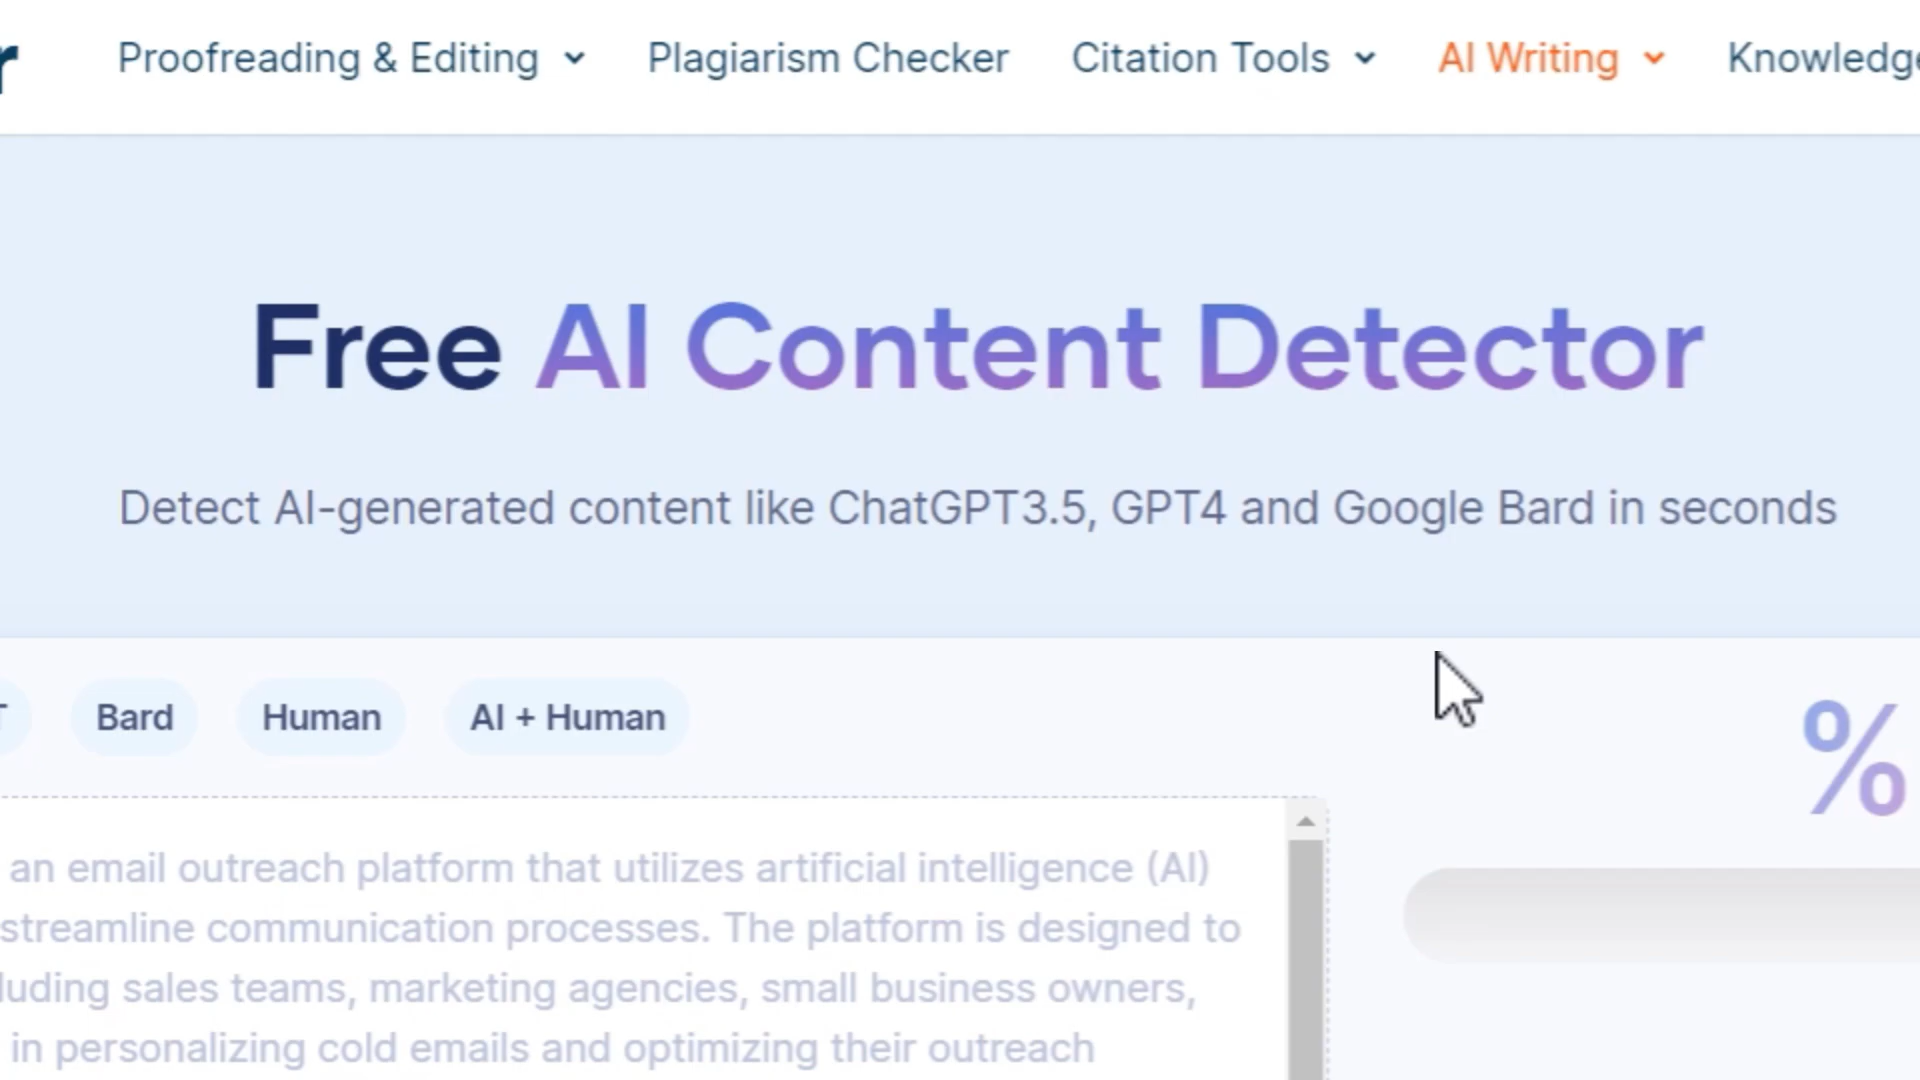 r Proofreading & Editing Plagiarism Checker Citation Tools AI Writing Knowledge
Free AI Content Detector
Detect AI-generated content like ChatGPT3.5, GPT4 and Google Bard in seconds
T Bard Human AI + Human
%
an email outreach platform that utilizes artificial intelligence (AI)
streamline communication processes. The platform is designed to
luding sales teams, marketing agencies, small business owners,
in personalizing cold emails and optimizing their outreach